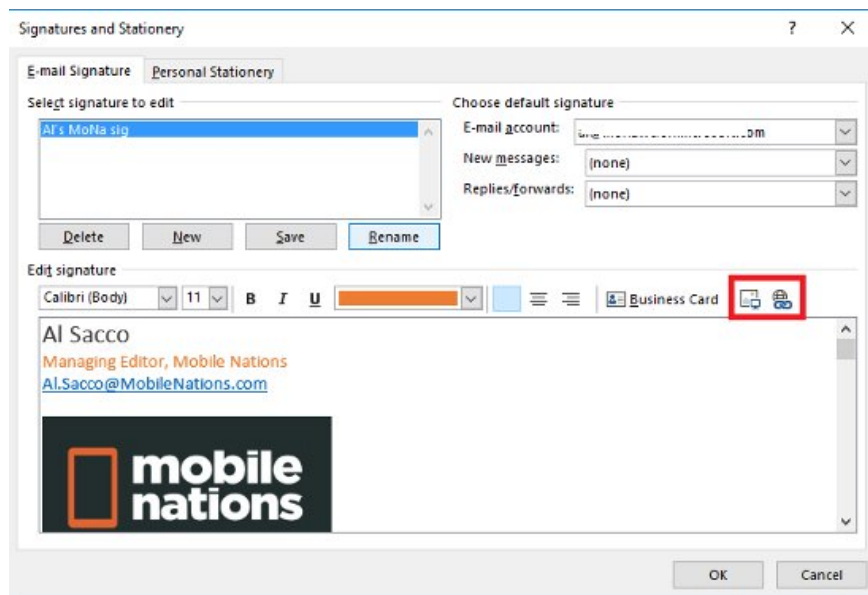 Signatures and Stationery
E-mail Signature Personal Stationery
Select signature to edit
Al's MoNa sig
Delete New Save Rename
Choose default signature
E-mail account: om
New messages: (none)
Replies/forwards: (none)
Edit signature
Calibri (Body) 11 B I U Business Card
Al Sacco
Managing Editor, Mobile Nations
Al.Sacco@MobileNations.com
mobile
nations
OK Cancel